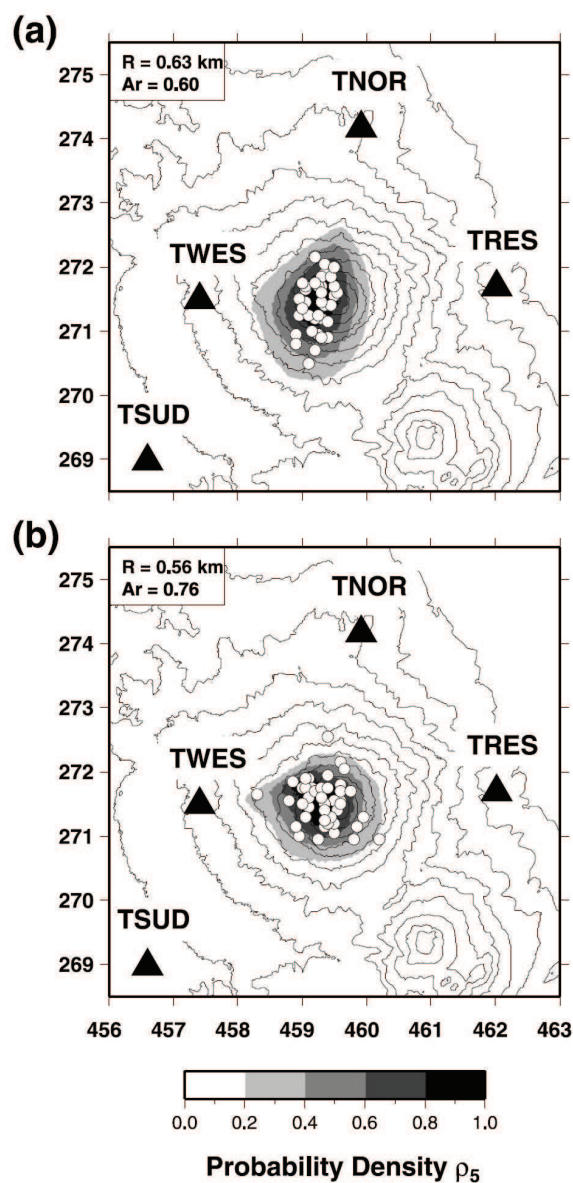 (a)
R = 0.63 km
Ar = 0.60
275
TNOR
274
273
TWES
TRES
272
271
270
TSUD
269
(b)
R = 0.56 km
Ar = 0.76
275
TNOR
274
273
TWES
TRES
272
271
270
TSUD
269
456 457 458 459 460 461 462 463
0.0 0.2 0.4 0.6 0.8 1.0
Probability Density ρ5